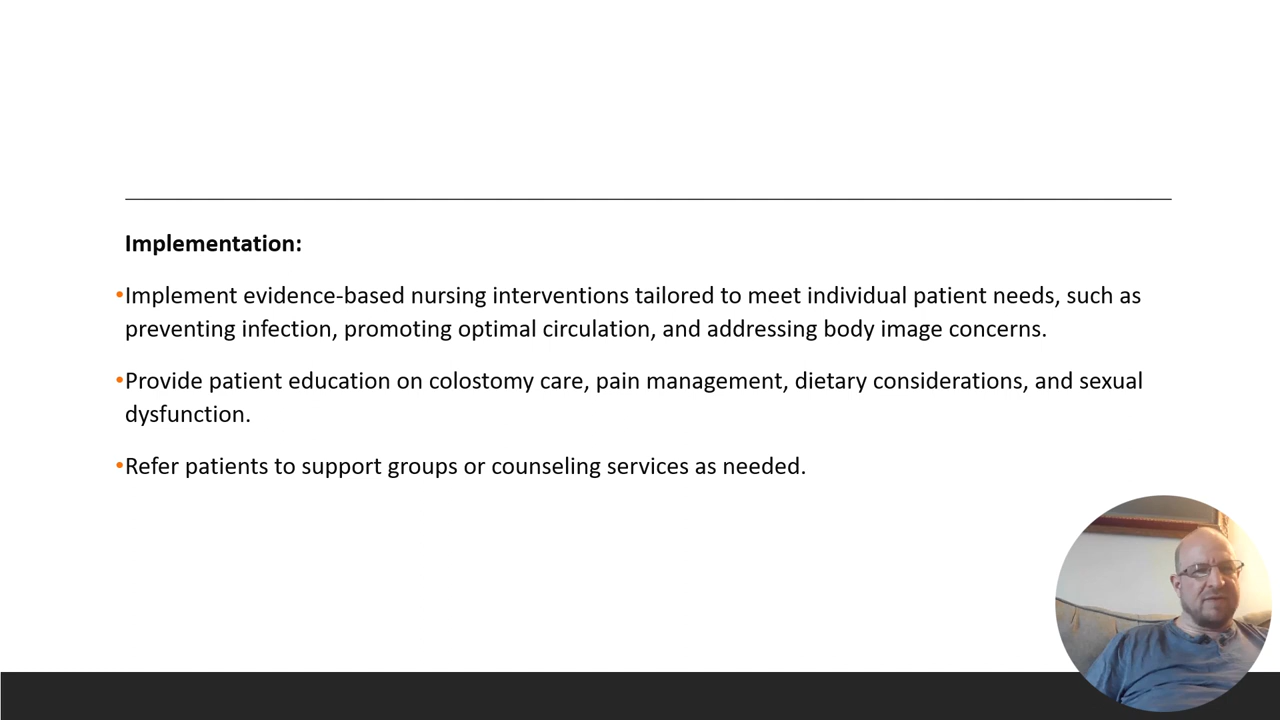 Implementation:
•Implement evidence-based nursing interventions tailored to meet individual patient needs, such as
preventing infection, promoting optimal circulation, and addressing body image concerns.
•Provide patient education on colostomy care, pain management, dietary considerations, and sexual
dysfunction.
•Refer patients to support groups or counseling services as needed.